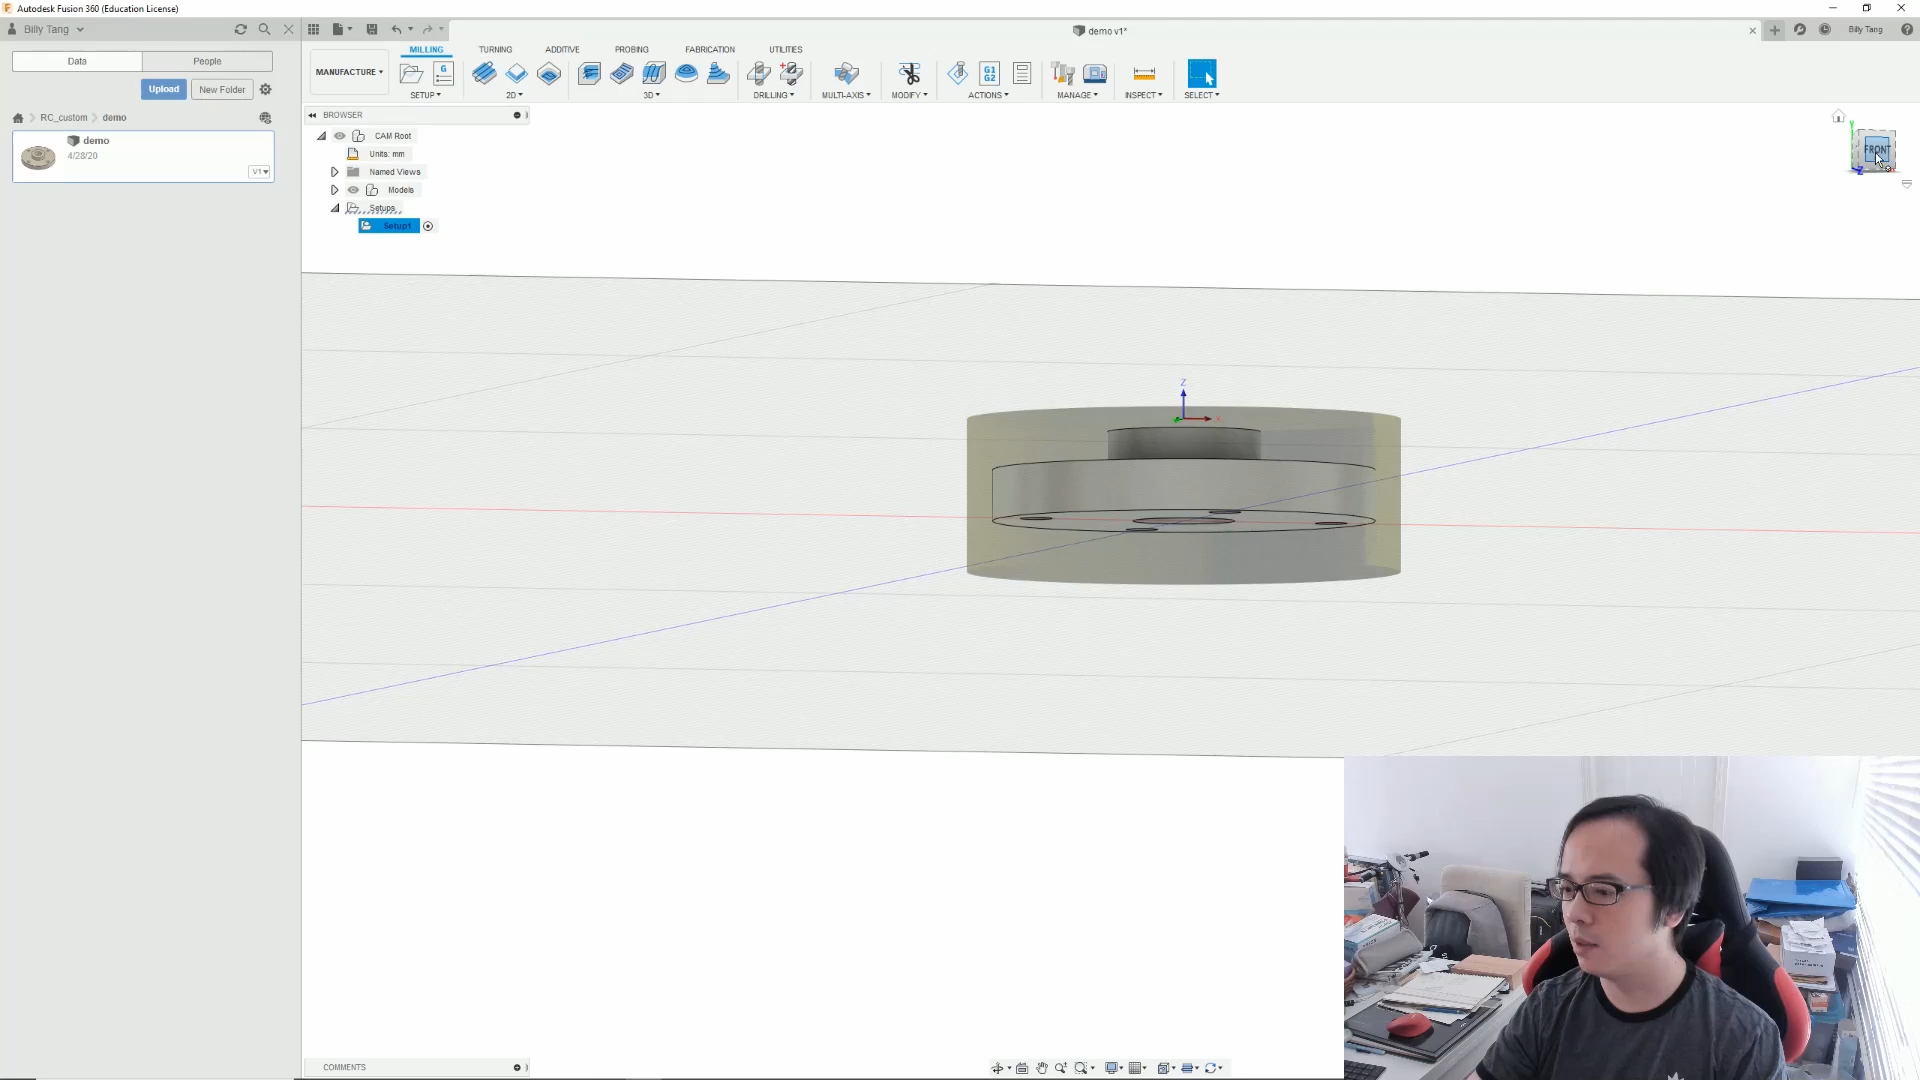 Autodesk Fusion 360 (Education License)
Billy Tang
demo v1*
Billy Tang
Data
People
MILLING
TURNING
ADDITIVE
PROBING
FABRICATION
UTILITIES
MANUFACTURE
Upload
New Folder
G
G1
G2
SETUP
2D
3D
DRILLING
MULTI-AXIS
MODIFY
ACTIONS
MANAGE
INSPECT
SELECT
RC_custom
demo
BROWSER
demo
4/28/20
V1
CAM Root
Units: mm
Named Views
Models
Setups
Setup1
Y
FRONT
Z
Z
X
COMMENTS